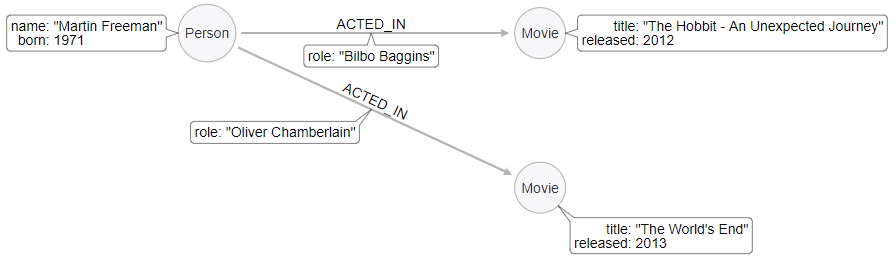 ACTED_IN
name: "Martin Freeman"
born: 1971
Person
Movie
title: "The Hobbit - An Unexpected Journey"
released: 2012
role: "Bilbo Baggins"
ACTED_IN
role: "Oliver Chamberlain"
Movie
title: "The World's End"
released: 2013